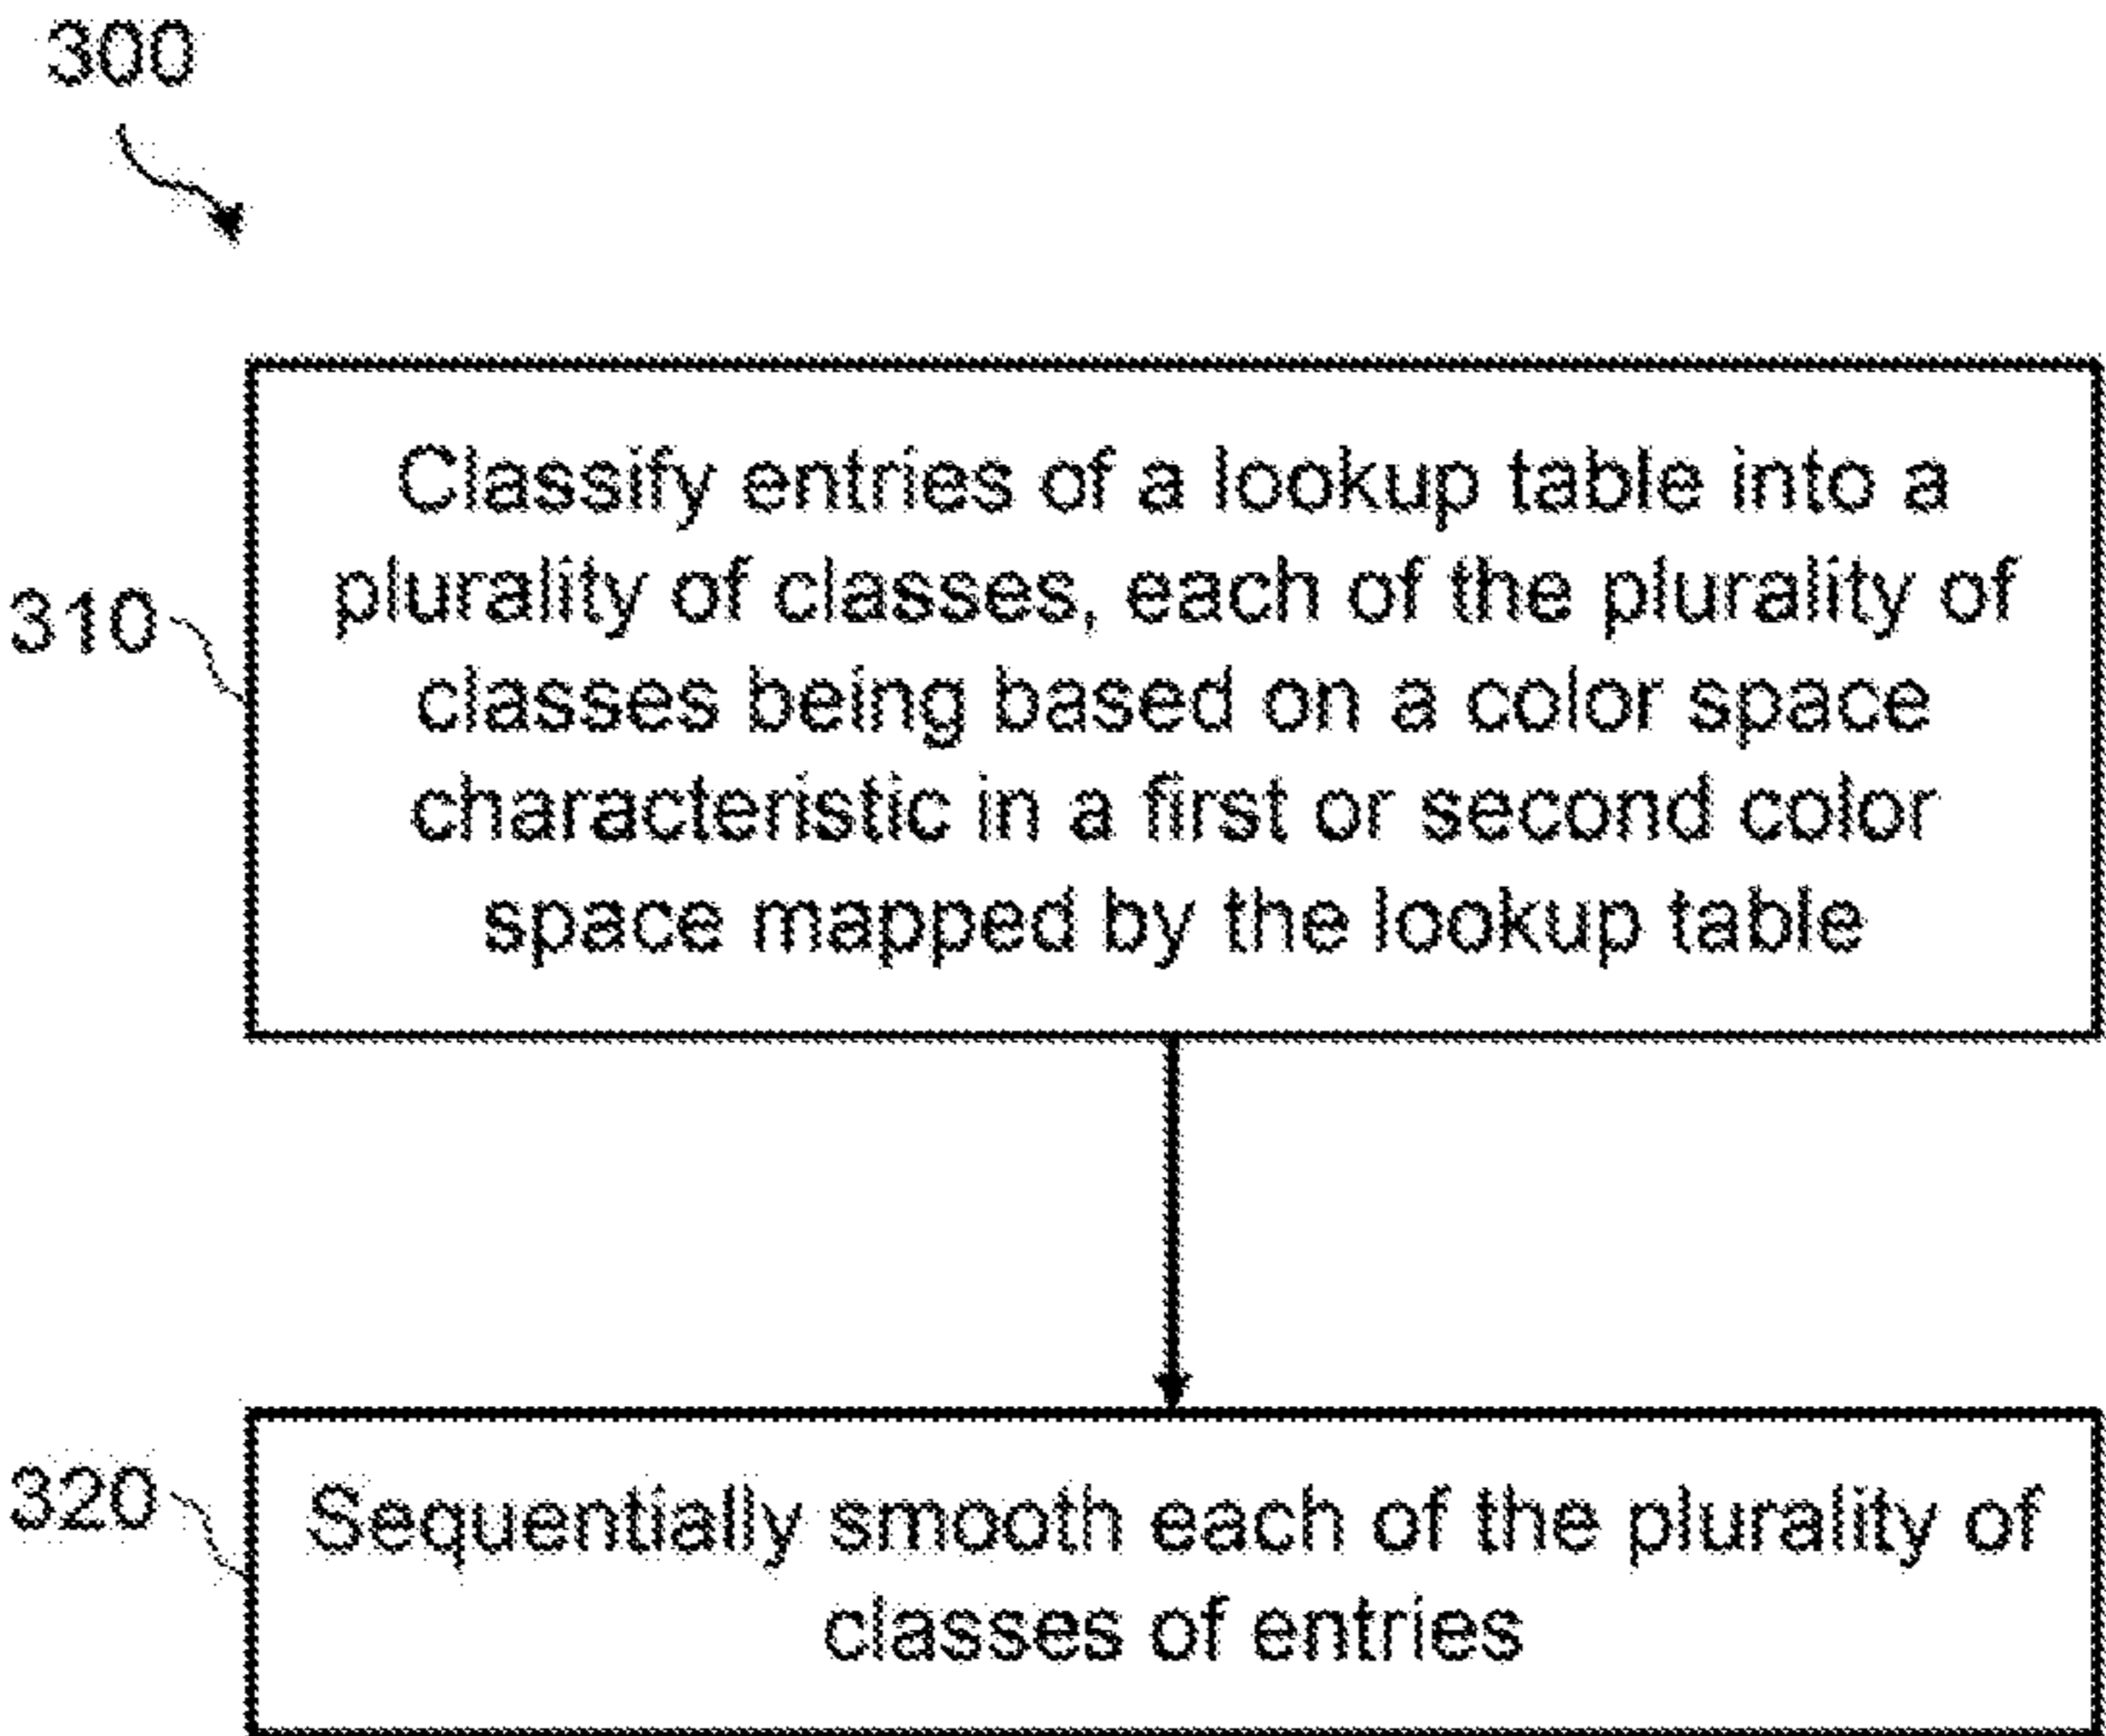 300
310
Classify entries of a lookup table into a
plurality of classes, each of the plurality of
classes being based on a color space
characteristic in a first or second color
space mapped by the lookup table
320
Sequentially smooth each of the plurality of
classes of entries